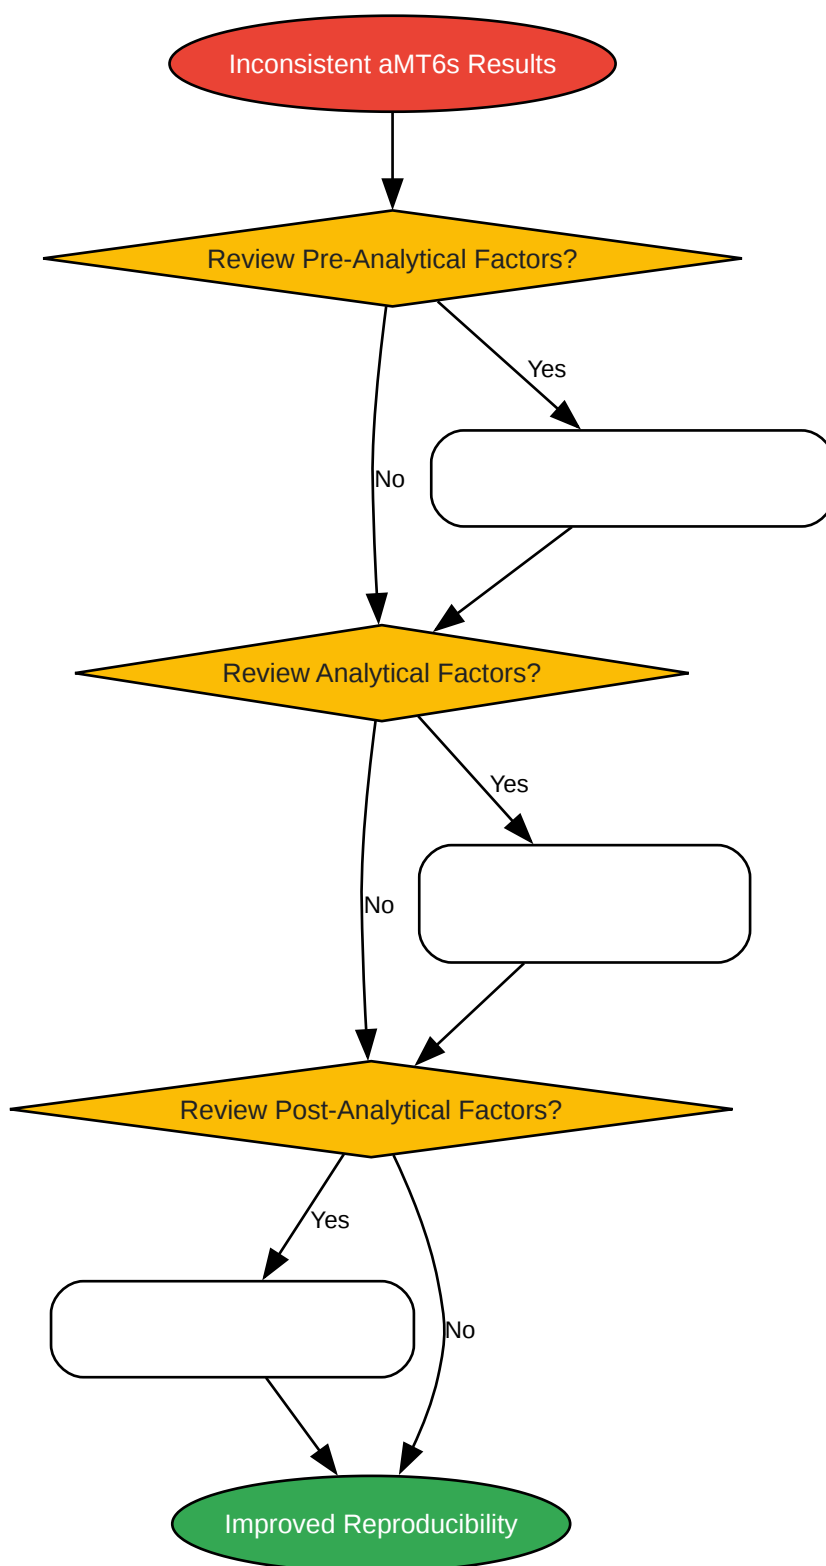 Inconsistent aMT6s Results
Review Pre-Analytical Factors?
Yes
No
Review Analytical Factors?
Yes
No
Review Post-Analytical Factors?
Yes
No
Improved Reproducibility